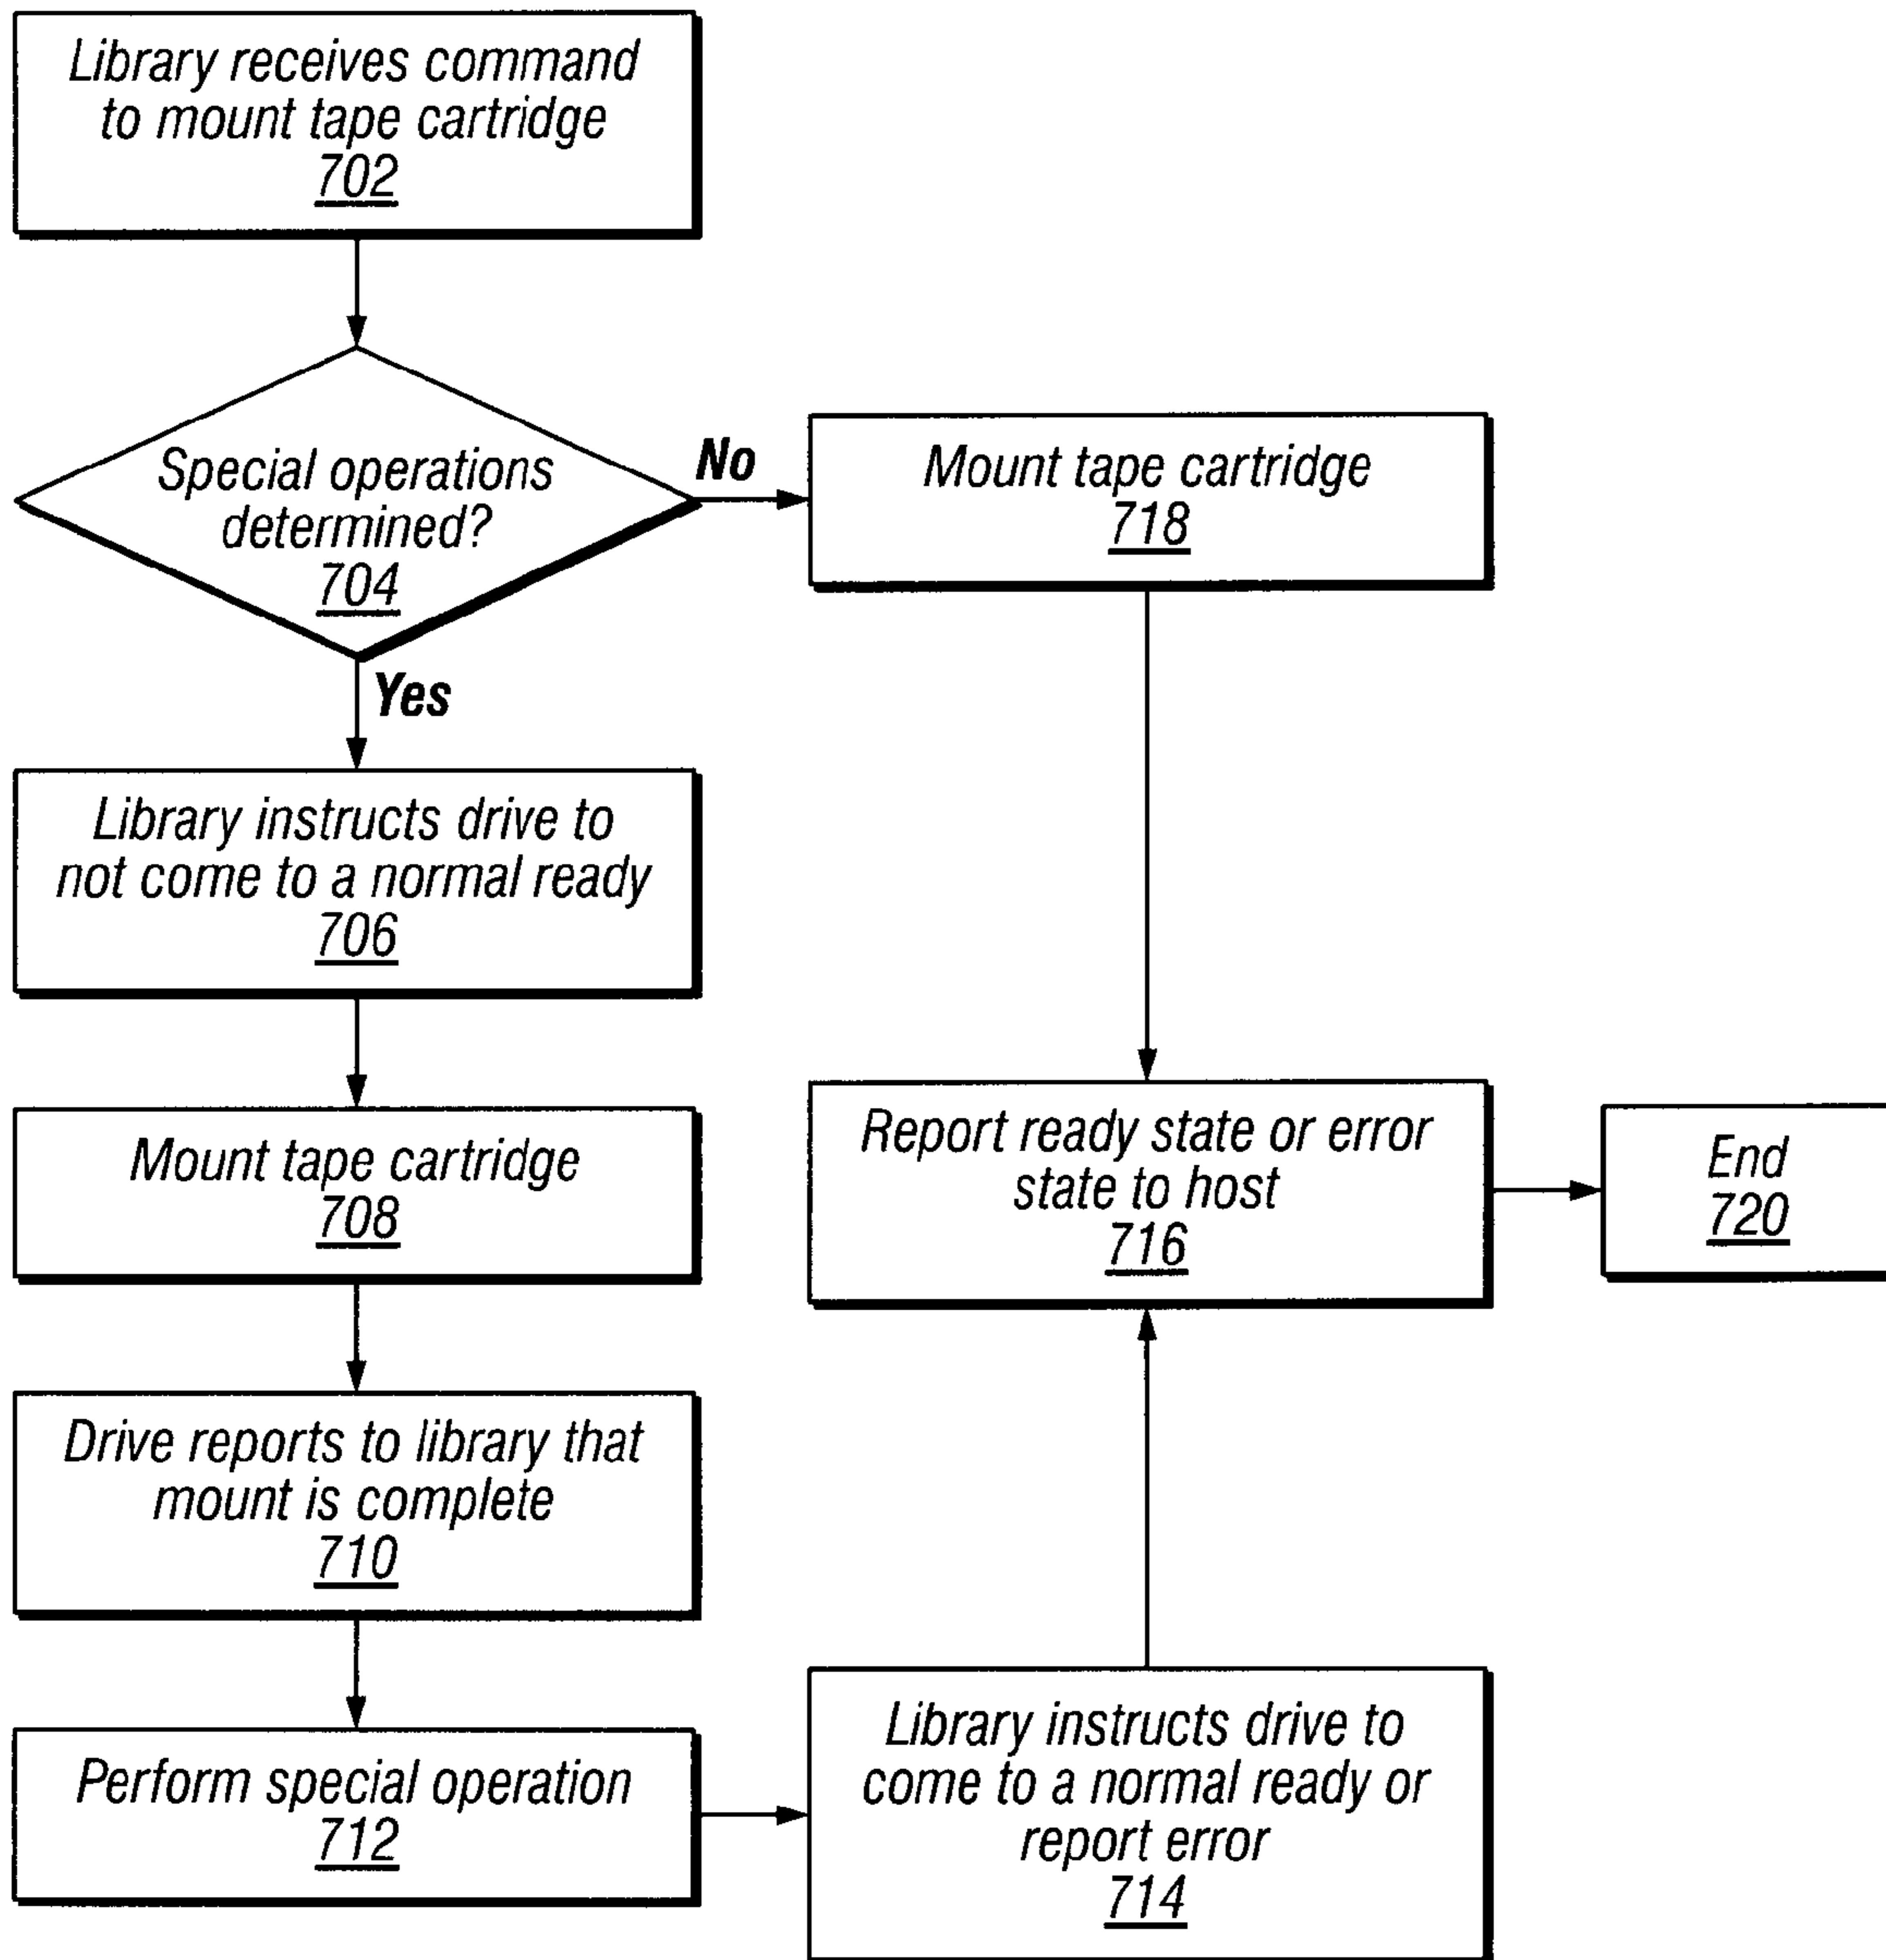 Library receives command
to mount tape cartridge
702
Special operations
determined?
704
No
Yes
Mount tape cartridge
718
Library instructs drive to
not come to a normal ready
706
Mount tape cartridge
708
Report ready state or error
state to host
716
End
720
Drive reports to library that
mount is complete
710
Perform special operation
712
Library instructs drive to
come to a normal ready or
report error
714